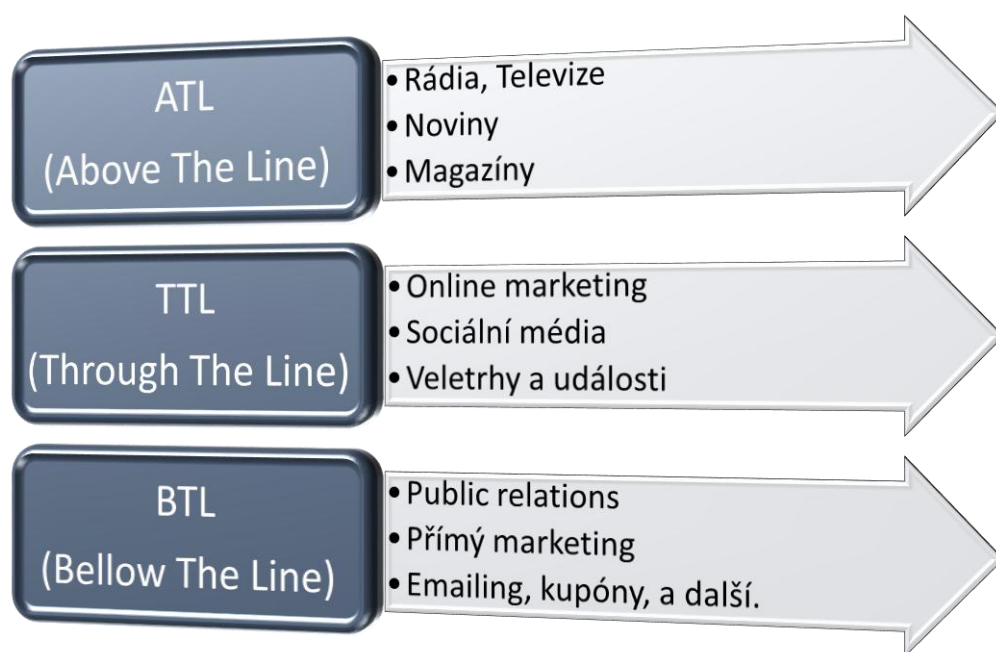 ATL
(Above The Line)
• Rádia, Televize
• Noviny
• Magazíny
TTL
(Through The Line)
• Online marketing
• Sociální média
• Veletrhy a události
BTL
(Bellow The Line)
• Public relations
• Přímý marketing
• Emailing, kupóny, a další.